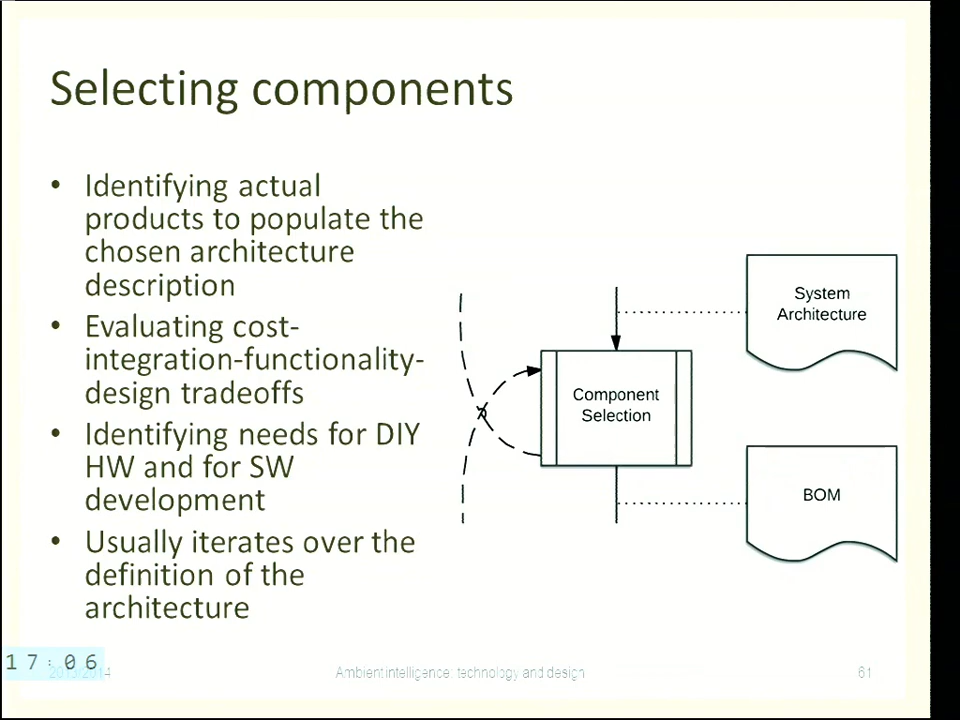 Selecting components
• Identifying actual
products to populate the
chosen architecture
description
• Evaluating cost-
integration-functionality-
design tradeoffs
• Identifying needs for DIY
HW and for SW
development
• Usually iterates over the
definition of the
architecture
System
Architecture
Component
Selection
BOM
17:06
2013/2014
Ambient intelligence: technology and design
61